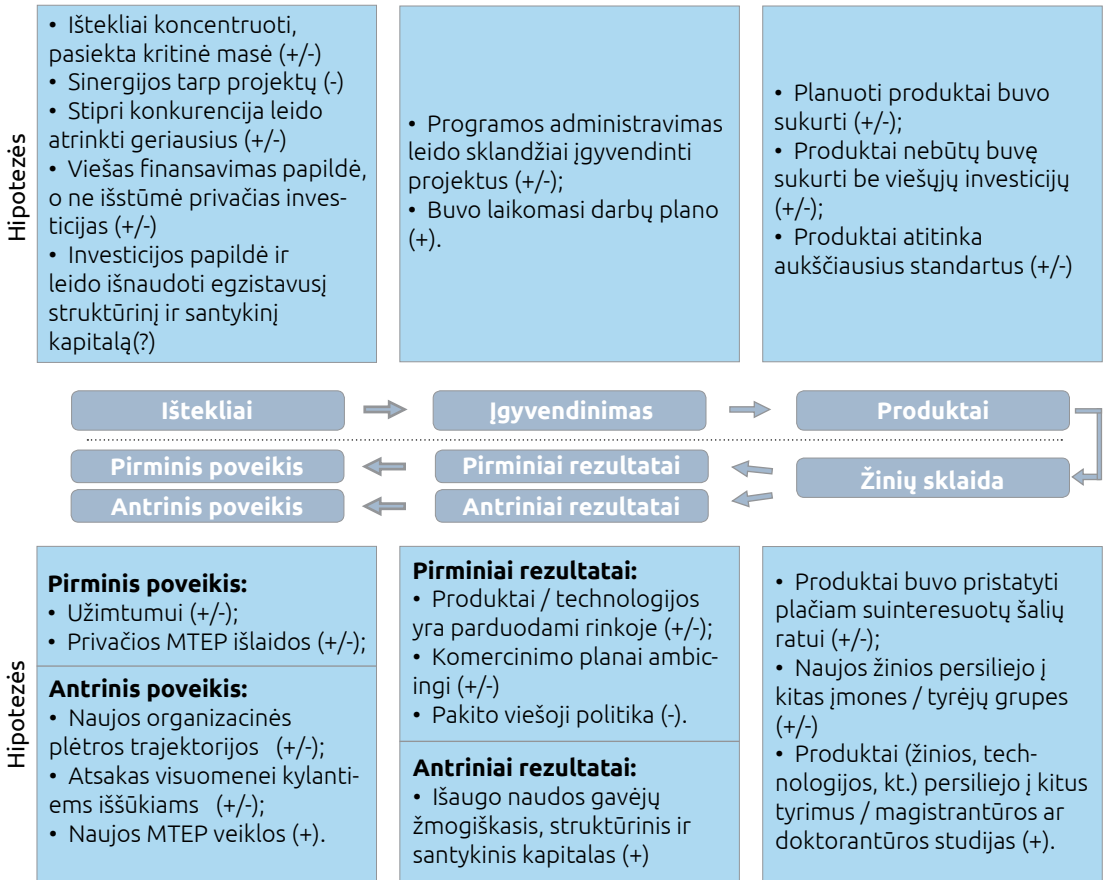 Hipotezės
• Ištekliai koncentruoti,
pasiekta kritinė masė (+/-)
• Sinergijos tarp projektų (-)
• Stipri konkurencija leido
atrinkti geriausius (+/-)
• Viešas finansavimas papildė,
o ne išstūmė privačias inves-
ticijas (+/-)
• Investicijos papildė ir
leido išnaudoti egzistavusį
struktūrinį ir santykinį
kapitalą(?)
• Programos administravimas
leido sklandžiai įgyvendinti
projektus (+/-);
• Buvo laikomasi darbų plano
(+).
• Planuoti produktai buvo
sukurti (+/-);
• Produktai nebūtų buvę
sukurti be viešųjų investicijų
(+/-);
• Produktai atitinka
aukščiausius standartus (+/-)
Ištekliai
Įgyvendinimas
Produktai
Pirminis poveikis
Pirminiai rezultatai
Žinių sklaida
Antrinis poveikis
Antriniai rezultatai
Hipotezės
Pirminis poveikis:
• Užimtumui (+/-);
• Privačios MTEP išlaidos (+/-);
Antrinis poveikis:
• Naujos organizacinės
plėtros trajektorijos (+/-);
• Atsakas visuomenei kylanti-
ems iššūkiams (+/-);
• Naujos MTEP veiklos (+).
Pirminiai rezultatai:
• Produktai / technologijos
yra parduodami rinkoje (+/-);
• Komercinimo planai ambic-
ingi (+/-)
• Pakito viešoji politika (-).
Antriniai rezultatai:
• Išaugo naudos gavėjų
žmogiškasis, struktūrinis ir
santykinis kapitalas (+)
• Produktai buvo pristatyti
plačiam suinteresuotų šalių
ratui (+/-);
• Naujos žinios persiliejo į
kitas įmones / tyrėjų grupes
(+/-)
• Produktai (žinios, tech-
nologijos, kt.) persiliejo į kitus
tyrimus / magistrantūros ar
doktorantūros studijas (+).